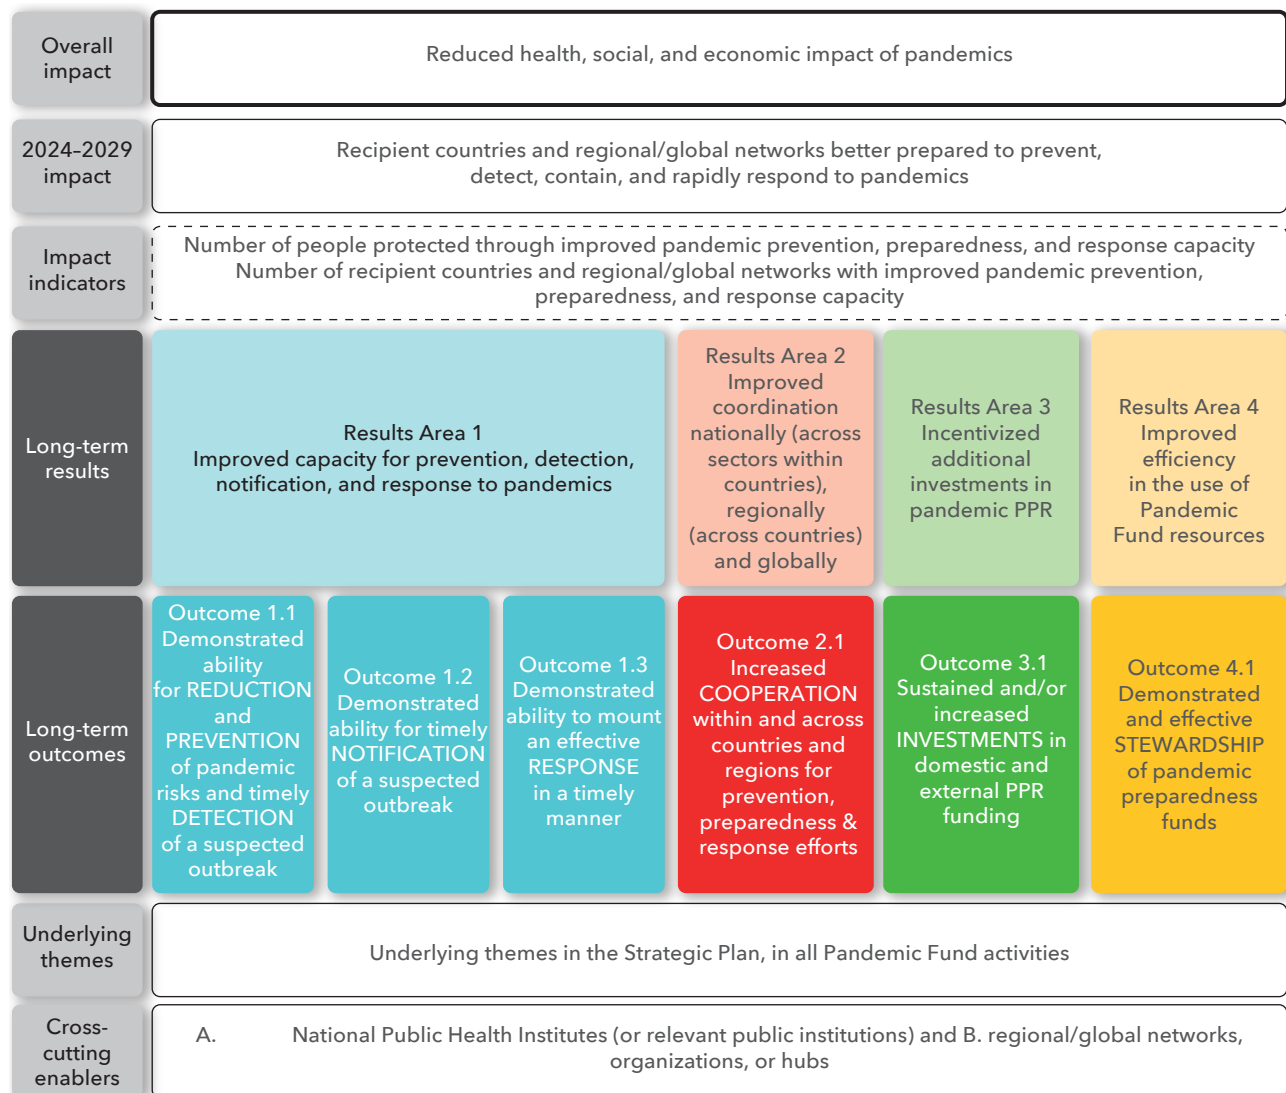 Overall
impact
Reduced health, social, and economic impact of pandemics
2024–2029
impact
Recipient countries and regional/global networks better prepared to prevent,
detect, contain, and rapidly respond to pandemics
Impact
indicators
Number of people protected through improved pandemic prevention, preparedness, and response capacity
Number of recipient countries and regional/global networks with improved pandemic prevention,
preparedness, and response capacity
Long-term
results
Results Area 1
Improved capacity for prevention, detection,
notification, and response to pandemics
Results Area 2
Improved
coordination
nationally (across
sectors within
countries),
regionally
(across countries)
and globally
Results Area 3
Incentivized
additional
investments in
pandemic PPR
Results Area 4
Improved
efficiency
in the use of
Pandemic
Fund resources
Long-term
outcomes
Outcome 1.1
Demonstrated
ability
for REDUCTION
and
PREVENTION
of pandemic
risks and timely
DETECTION
of a suspected
outbreak
Outcome 1.2
Demonstrated
ability for timely
NOTIFICATION
of a suspected
outbreak
Outcome 1.3
Demonstrated
ability to mount
an effective
RESPONSE
in a timely
manner
Outcome 2.1
Increased
COOPERATION
within and across
countries and
regions for
prevention,
preparedness &
response efforts
Outcome 3.1
Sustained and/or
increased
INVESTMENTS in
domestic and
external PPR
funding
Outcome 4.1
Demonstrated
and effective
STEWARDSHIP
of pandemic
preparedness
funds
Underlying
themes
Underlying themes in the Strategic Plan, in all Pandemic Fund activities
Cross-
cutting
enablers
A. National Public Health Institutes (or relevant public institutions) and B. regional/global networks,
organizations, or hubs